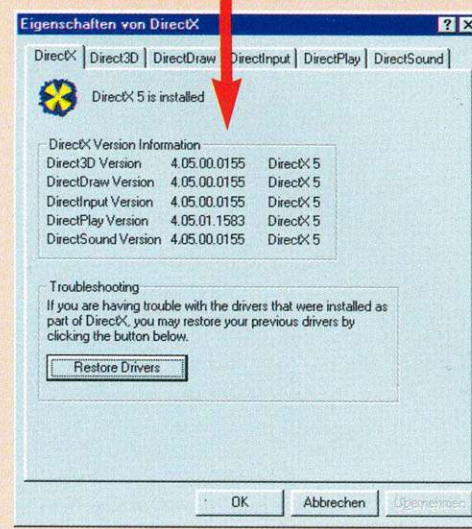 Eigenschaften von DirectX
DirectX Direct3D DirectDraw DirectInput DirectPlay DirectSound
DirectX 5 is installed
DirectX Version Information
Direct3D Version 4.05.00.0155 DirectX 5
DirectDraw Version 4.05.00.0155 DirectX 5
DirectInput Version 4.05.00.0155 DirectX 5
DirectPlay Version 4.05.01.1583 DirectX 5
DirectSound Version 4.05.00.0155 DirectX 5
Troubleshooting
If you are having trouble with the drivers that were installed as
part of DirectX, you may restore your previous drivers by
clicking the button below.
Restore Drivers
OK Abbrechen Übernehmen